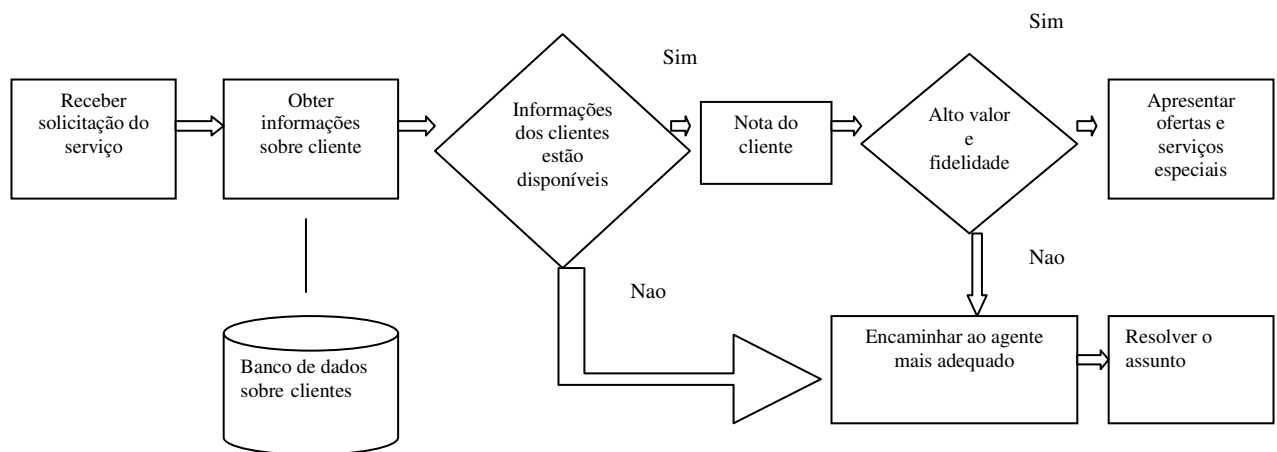 Receber
solicitação do
serviço
Obter
informações
sobre cliente
Informações
dos clientes
estão
disponíveis
Sim
Nota do
cliente
Alto valor
e
fidelidade
Sim
Apresentar
ofertas e
serviços
especiais
Nao
Nao
Banco de dados
sobre clientes
Encaminhar ao agente
mais adequado
Resolver o
assunto